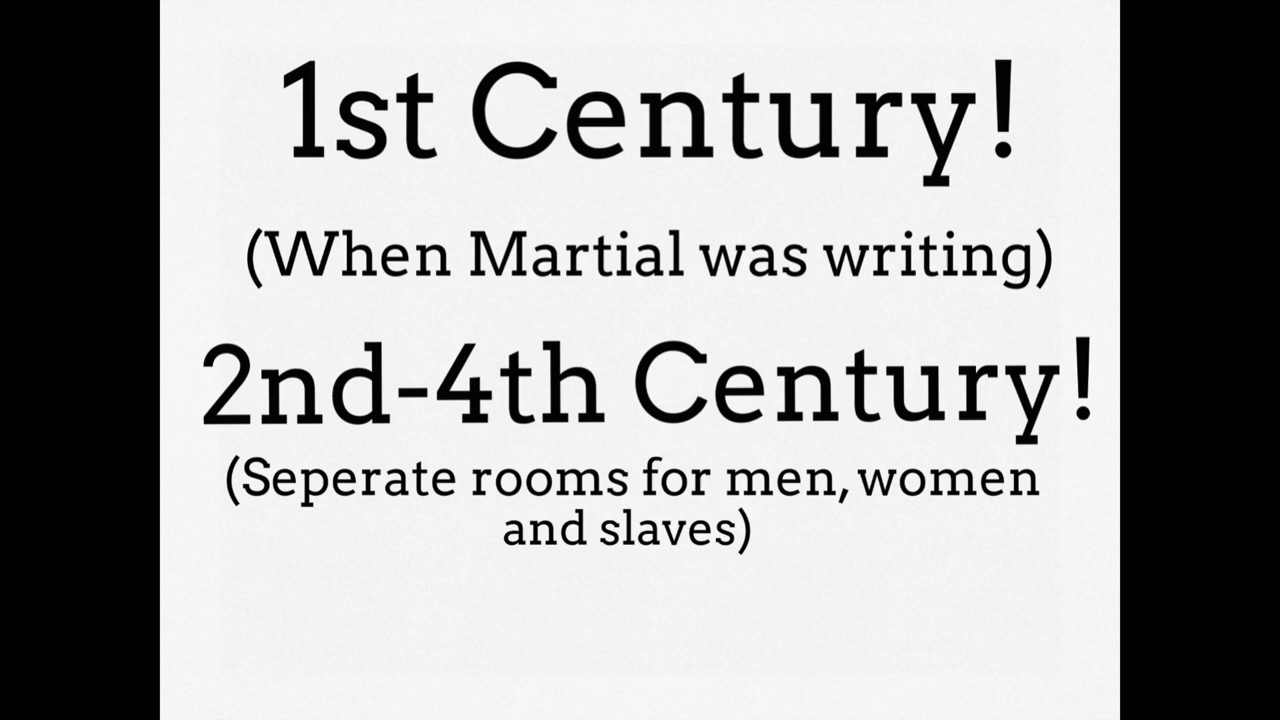 1st Century!
(When Martial was writing)
2nd-4th Century!
(Seperate rooms for men, women
and slaves)